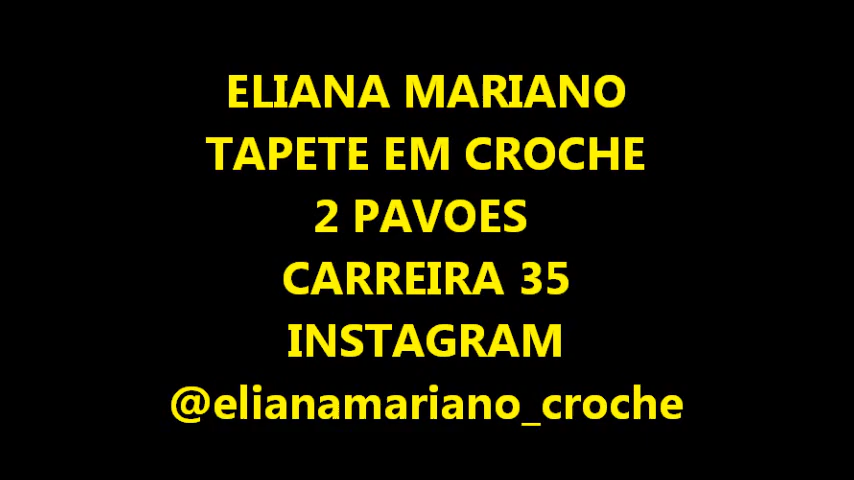 ELIANA MARIANO
TAPETE EM CROCHE
2 PAVOES
CARREIRA 35
INSTAGRAM
@elianamariano_croche